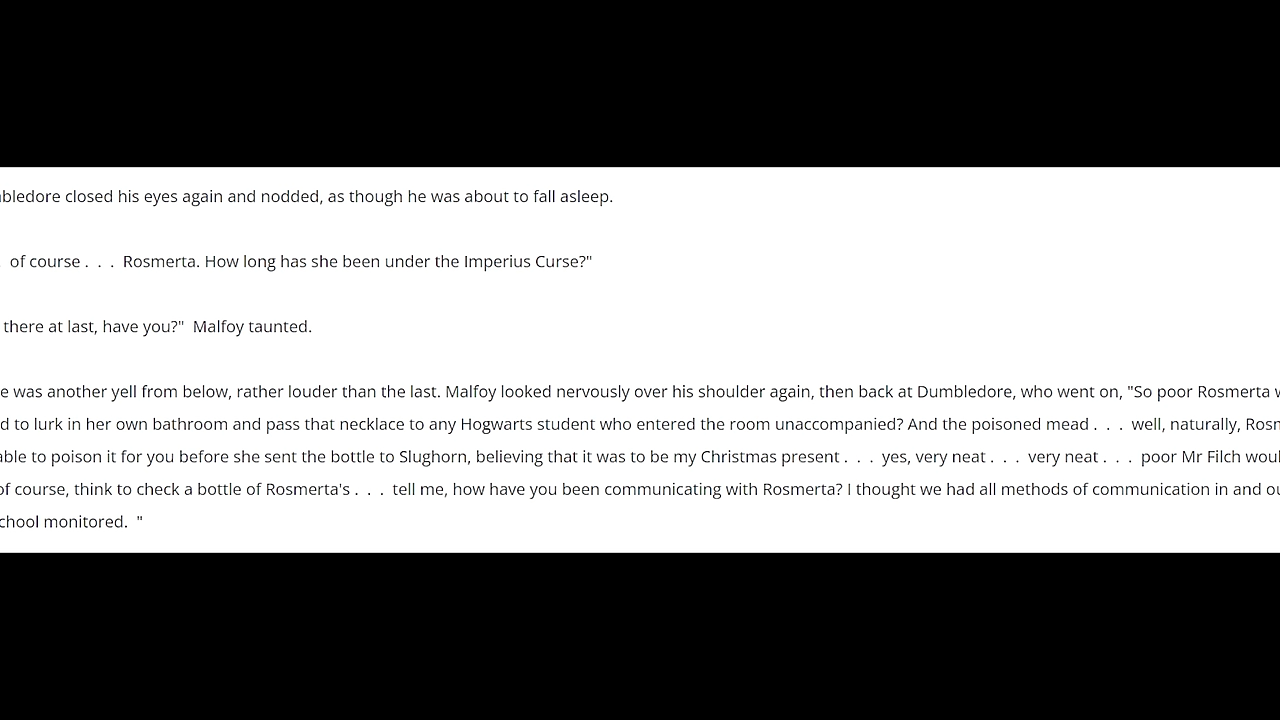 bledore closed his eyes again and nodded, as though he was about to fall asleep.
. of course . . . Rosmerta. How long has she been under the Imperius Curse?"
there at last, have you?"  Malfoy taunted.
e was another yell from below, rather louder than the last. Malfoy looked nervously over his shoulder again, then back at Dumbledore, who went on, "So poor Rosmerta w
d to lurk in her own bathroom and pass that necklace to any Hogwarts student who entered the room unaccompanied? And the poisoned mead . . . well, naturally, Rosm
able to poison it for you before she sent the bottle to Slughorn, believing that it was to be my Christmas present . . . yes, very neat . . . very neat . . . poor Mr Filch woul
of course, think to check a bottle of Rosmerta's . . . tell me, how have you been communicating with Rosmerta? I thought we had all methods of communication in and ou
chool monitored.  "